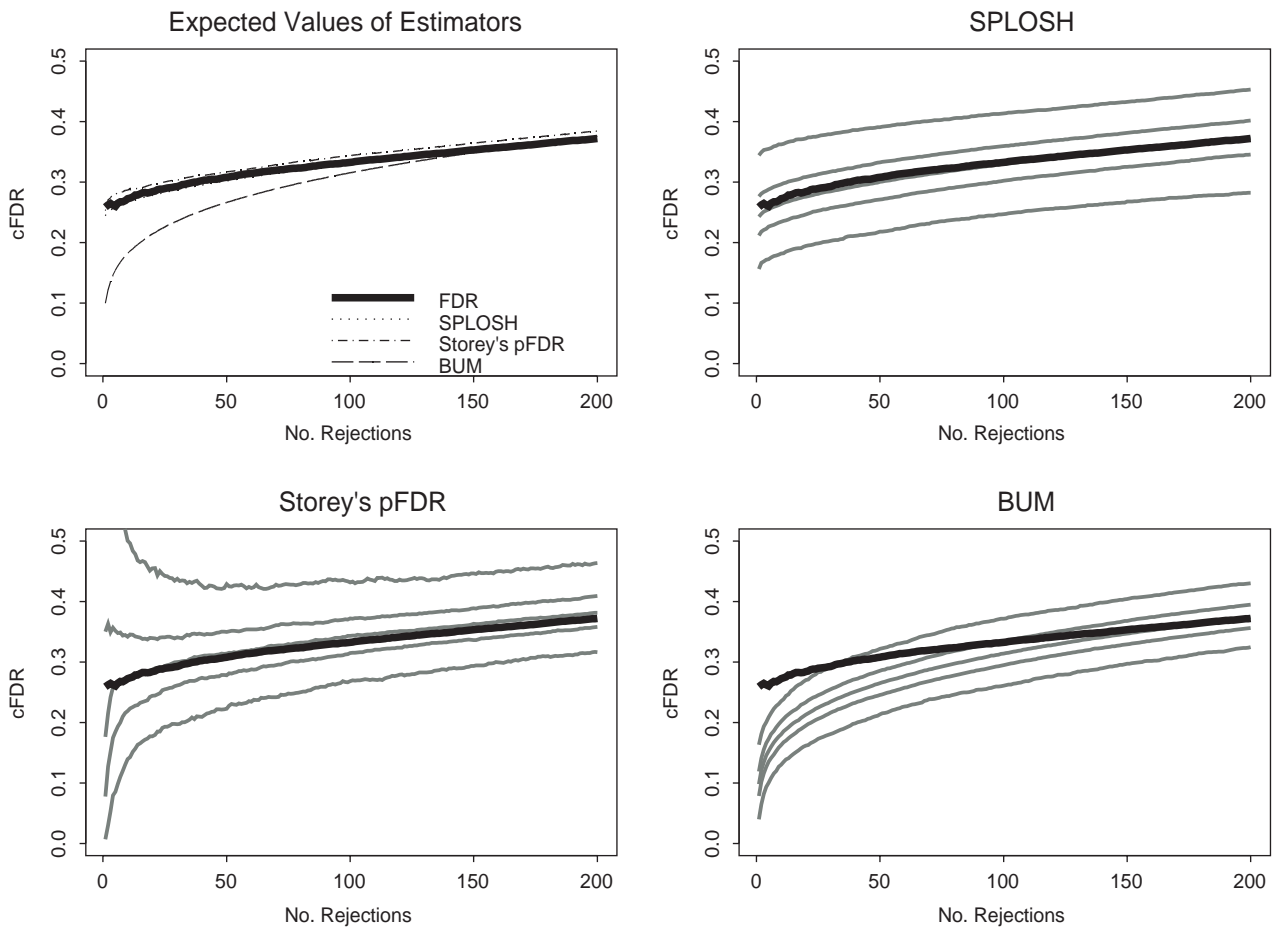 Expected Values of Estimators
cFDR
0.0 0.1 0.2 0.3 0.4 0.5
FDR
SPLOSH
Storey's pFDR
BUM
0 50 100 150 200
No. Rejections
SPLOSH
cFDR
0.0 0.1 0.2 0.3 0.4 0.5
0 50 100 150 200
No. Rejections
Storey's pFDR
cFDR
0.0 0.1 0.2 0.3 0.4 0.5
0 50 100 150 200
No. Rejections
BUM
cFDR
0.0 0.1 0.2 0.3 0.4 0.5
0 50 100 150 200
No. Rejections